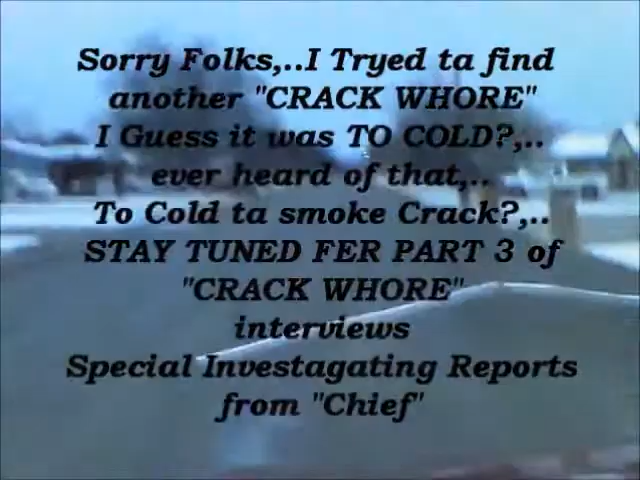 Sorry Folks,..I Tryed ta find
another "CRACK WHORE"
I Guess it was TO COLD?,..
ever heard of that,..
To Cold ta smoke Crack?,..
STAY TUNED FER PART 3 of
"CRACK WHORE"
interviews
Special Investagating Reports
from "Chief"